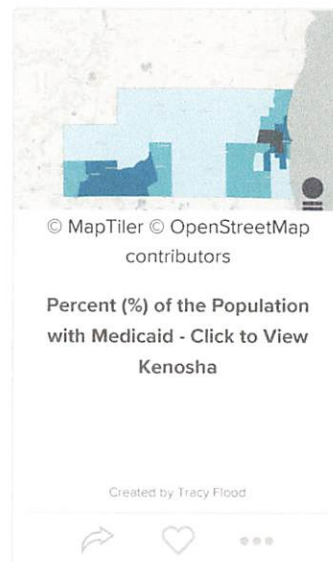 © MapTiler © OpenStreetMap
contributors
Percent (%) of the Population
with Medicaid - Click to View
Kenosha
Created by Tracy Flood